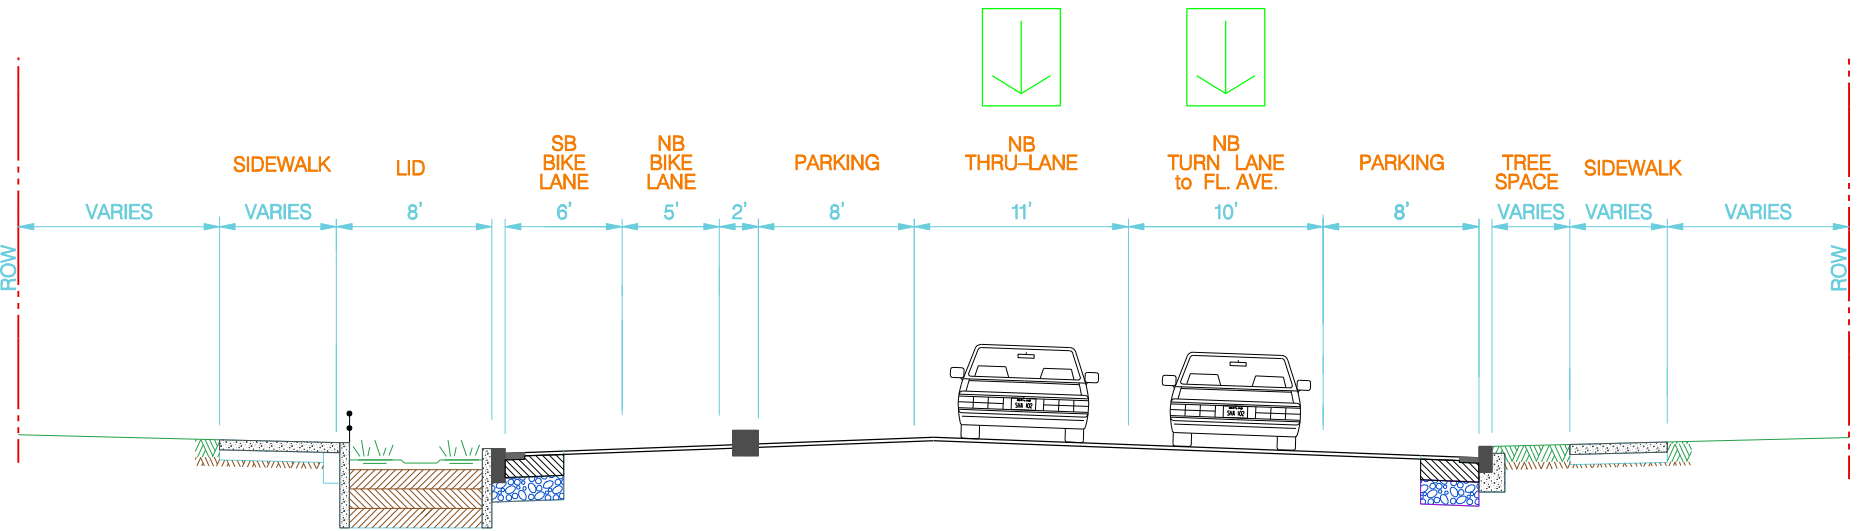 SIDEWALK
LID
SB
BIKE
LANE
NB
BIKE
LANE
PARKING
NB
THRU-LANE
NB
TURN LANE
to FL. AVE.
PARKING
TREE
SPACE
SIDEWALK
VARIES
VARIES
8'
6'
5'
2'
8'
11'
10'
8'
VARIES
VARIES
VARIES
ROW
ROW